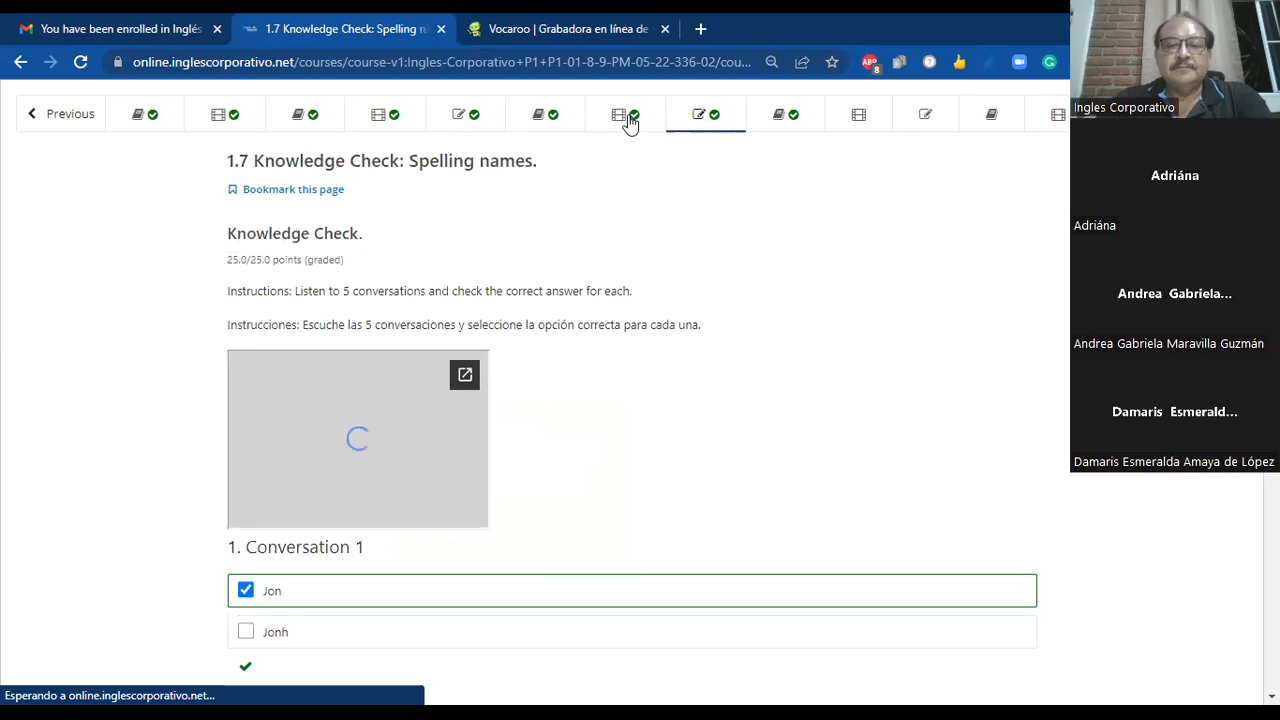 You have been enrolled in Inglés
1.7 Knowledge Check: Spelling n
Vocaroo | Grabadora en línea de
online.inglescorporativo.net/courses/course-v1:Ingles-Corporativo+P1+P1-01-8-9-PM-05-22-336-02/cou...
8
Previous
1.7 Knowledge Check: Spelling names.
Bookmark this page
Knowledge Check.
25.0/25.0 points (graded)
Instructions: Listen to 5 conversations and check the correct answer for each.
Instrucciones: Escuche las 5 conversaciones y seleccione la opción correcta para cada una.
1. Conversation 1
Jon
Jonh
Esperando a online.inglescorporativo.net...
Ingles Corporativo
Adriána
Adriána
Andrea Gabriela...
Andrea Gabriela Maravilla Guzmán
Damaris Esmerald...
Damaris Esmeralda Amaya de López